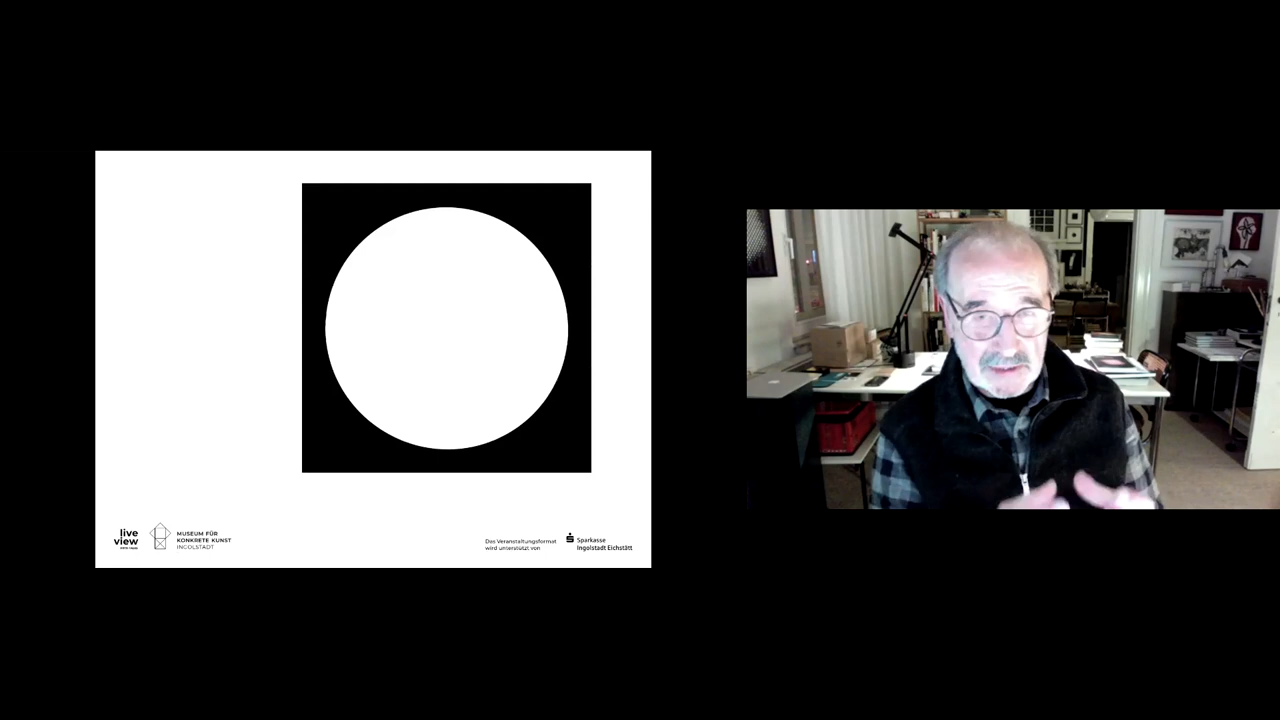 live
view
MUSEUM FÜR
KONKRETE KUNST
INGOLSTADT
Das Veranstaltungsformat
wird unterstützt von
Sparkasse
Ingolstadt Eichstätt